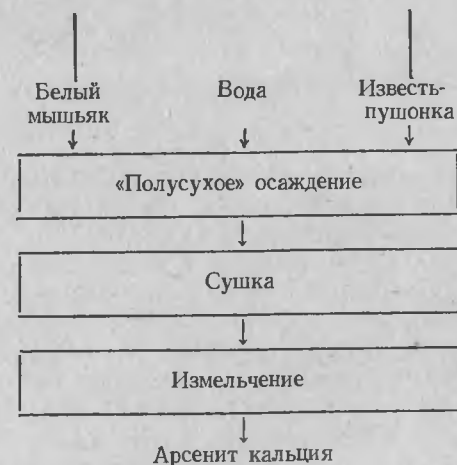 Белый
мышьяк
Вода
Известь-
пушонка
«Полусухое» осаждение
Сушка
Измельчение
Арсенит кальция